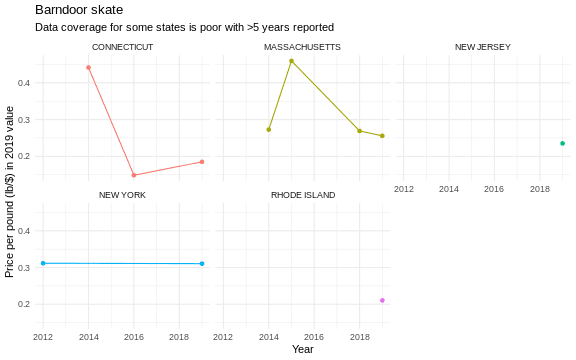 Barndoor skate
Data coverage for some states is poor with >5 years reported
CONNECTICUT
MASSACHUSETTS
NEW JERSEY
0.4
0.3
0.2
2012 2014 2016 2018
NEW YORK
RHODE ISLAND
0.4
0.3
0.2
2012 2014 2016 2018
2012 2014 2016 2018
Year
Price per pound (lb/$) in 2019 value